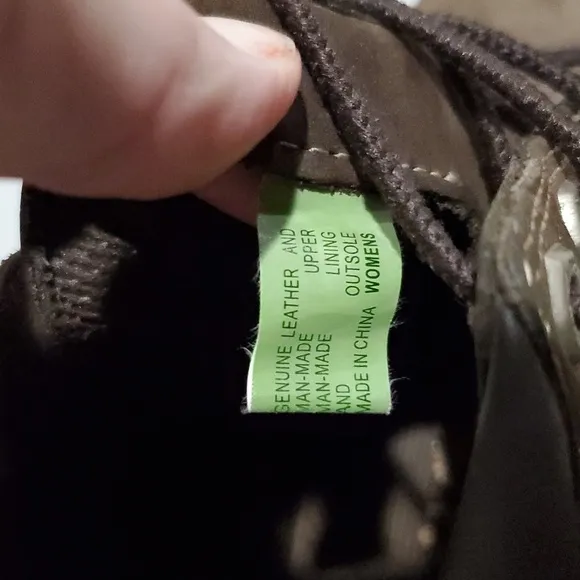 GENUINE LEATHER AND
MAN-MADE UPPER
MAN-MADE LINING
AND OUTSOLE
MADE IN CHINA WOMENS